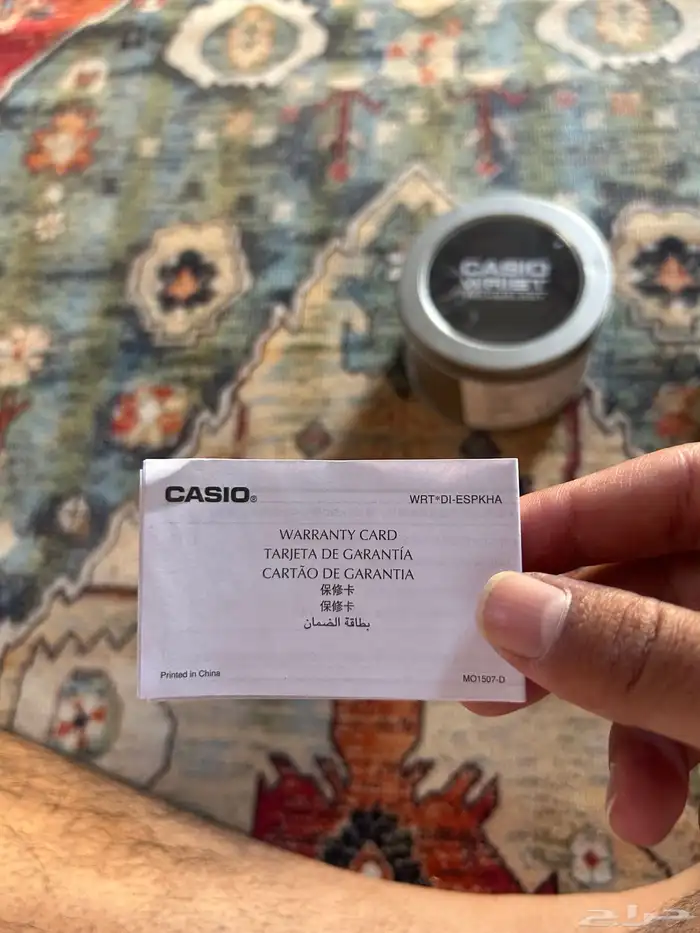 CASIO
WRIST
CASIO® WRT*DI-ESPKHA
WARRANTY CARD
TARJETA DE GARANTÍA
CARTÃO DE GARANTIA
保修卡
保修卡
بطاقة الضمان
Printed in China MO1507-D
حراج